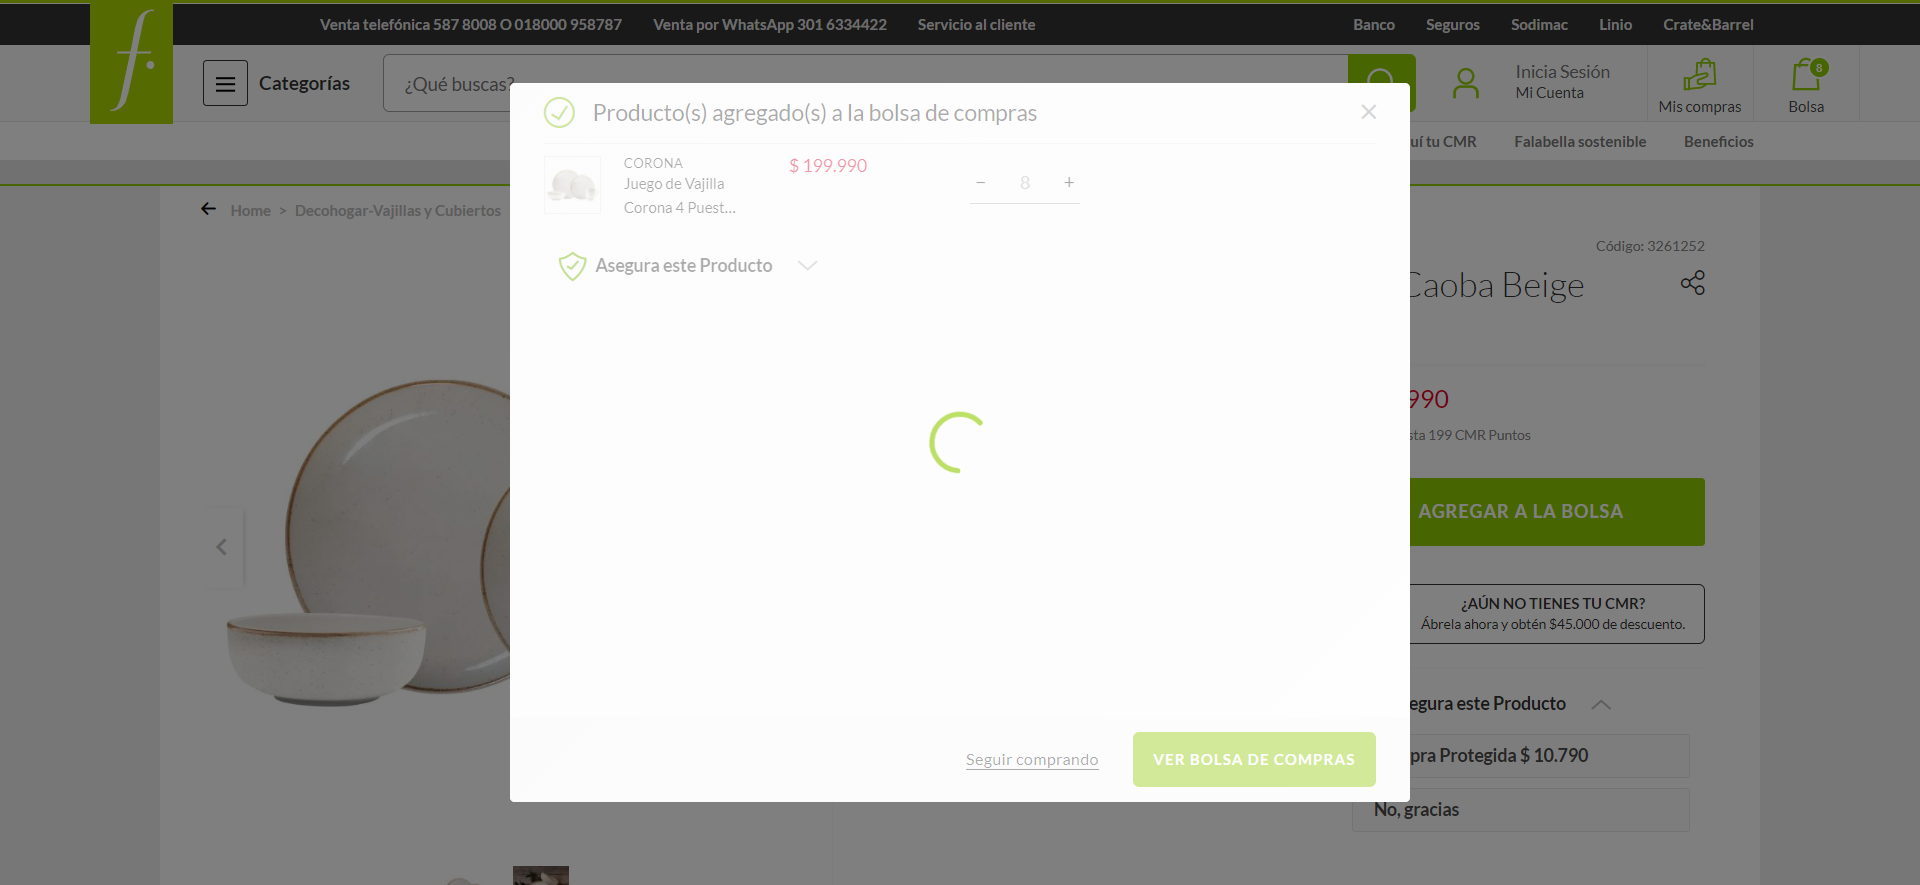 Venta telefónica 587 8008 O 018000 958787 Venta por WhatsApp 301 6334422 Servicio al cliente Banco Seguros Sodimac Linio Crate&Barrel
f.
Categorías ¿Qué buscas? Inicia Sesión
Mi Cuenta
Mis compras
8
Bolsa
uí tu CMR Falabella sostenible Beneficios
Home > Decohogar-Vajillas y Cubiertos
Producto(s) agregado(s) a la bolsa de compras
CORONA
Juego de Vajilla
Corona 4 Puest...
$ 199.990
− 8 +
Asegura este Producto
Seguir comprando
VER BOLSA DE COMPRAS
Código: 3261252
Caoba Beige
990
sta 199 CMR Puntos
AGREGAR A LA BOLSA
¿AÚN NO TIENES TU CMR?
Ábrela ahora y obtén $45.000 de descuento.
egura este Producto
pra Protegida $ 10.790
No, gracias